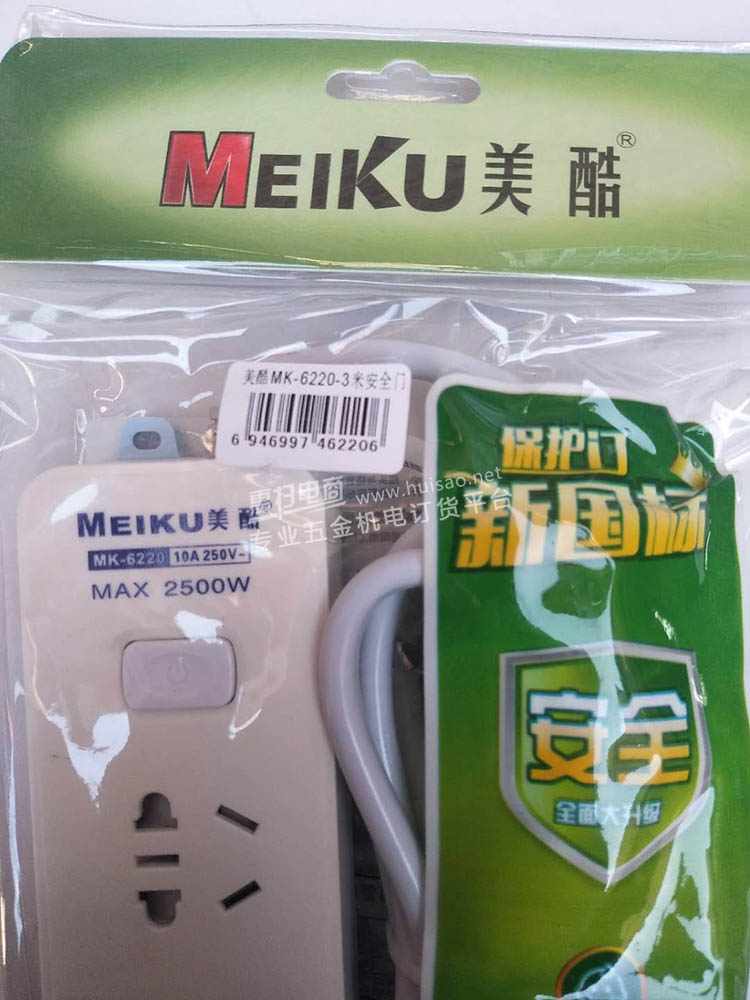 MEIKU美酷®
美酷MK-6220-3米安全门
6 946997 462206
MEIKU美酷®
MK-6220 10A 250V~
MAX 2500W
惠扫电商 www.huisao.net
专业五金机电订货平台
保护门
新国标
安全
全面大升级